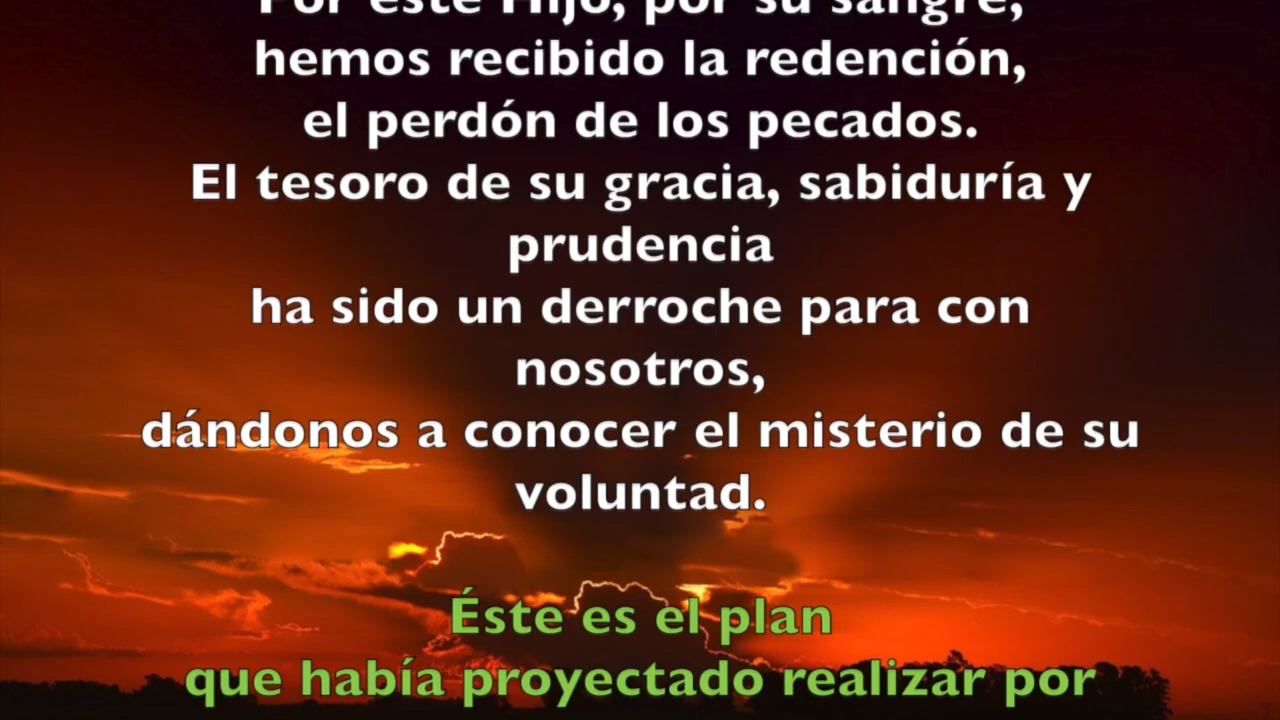 Por este Hijo, por su sangre,
hemos recibido la redención,
el perdón de los pecados.
El tesoro de su gracia, sabiduría y
prudencia
ha sido un derroche para con
nosotros,
dándonos a conocer el misterio de su
voluntad.
Éste es el plan
que había proyectado realizar por